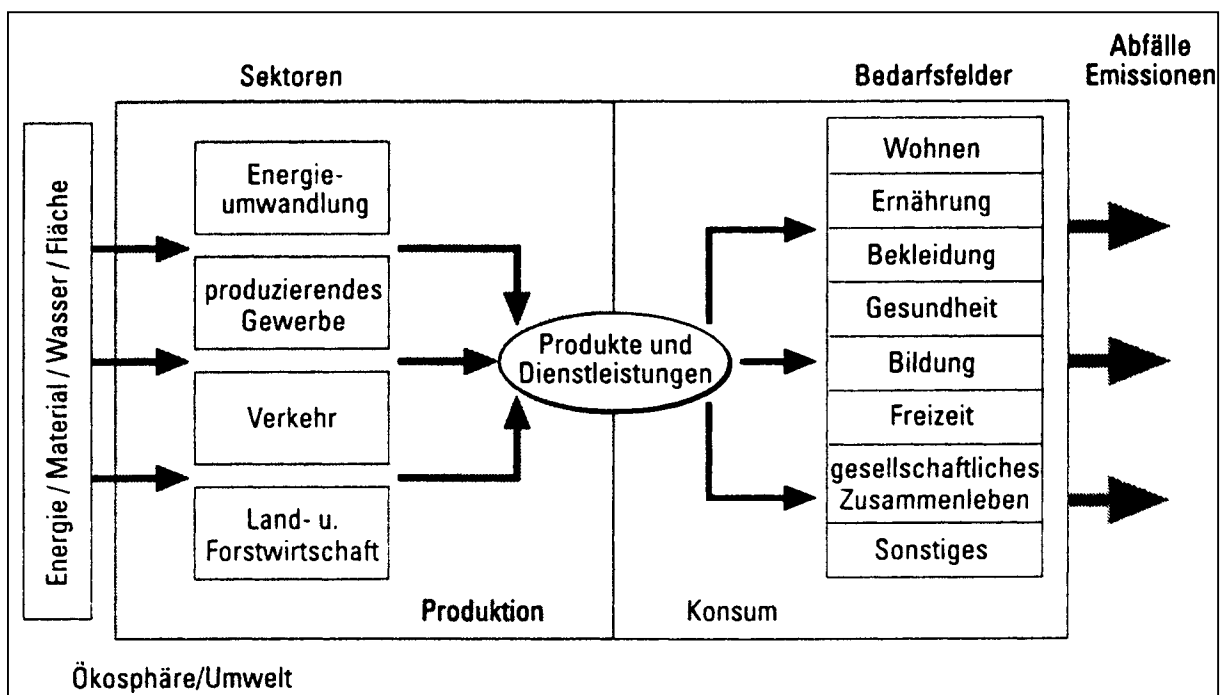 Sektoren
Bedarfsfelder
Abfälle
Emissionen
Energie / Material / Wasser / Fläche
Energie-
umwandlung
produzierendes
Gewerbe
Verkehr
Land- u.
Forstwirtschaft
Produktion
Produkte und
Dienstleistungen
Konsum
Wohnen
Ernährung
Bekleidung
Gesundheit
Bildung
Freizeit
gesellschaftliches
Zusammenleben
Sonstiges
Ökosphäre/Umwelt